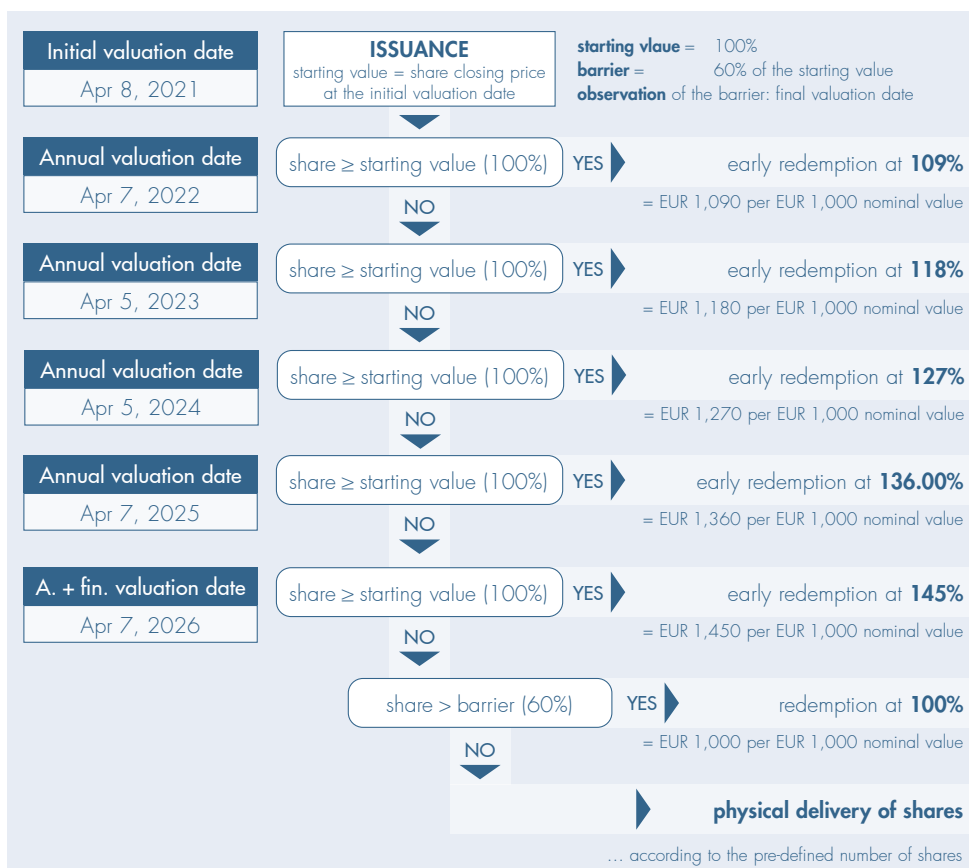 Initial valuation date
Apr 8, 2021
ISSUANCE
starting value = share closing price
at the initial valuation date
starting vlaue = 100%
barrier = 60% of the starting value
observation of the barrier: final valuation date
Annual valuation date
Apr 7, 2022
share ≥ starting value (100%)
YES
early redemption at 109%
= EUR 1,090 per EUR 1,000 nominal value
NO
Annual valuation date
Apr 5, 2023
share ≥ starting value (100%)
YES
early redemption at 118%
= EUR 1,180 per EUR 1,000 nominal value
NO
Annual valuation date
Apr 5, 2024
share ≥ starting value (100%)
YES
early redemption at 127%
= EUR 1,270 per EUR 1,000 nominal value
NO
Annual valuation date
Apr 7, 2025
share ≥ starting value (100%)
YES
early redemption at 136.00%
= EUR 1,360 per EUR 1,000 nominal value
NO
A. + fin. valuation date
Apr 7, 2026
share ≥ starting value (100%)
YES
early redemption at 145%
= EUR 1,450 per EUR 1,000 nominal value
NO
share > barrier (60%)
YES
redemption at 100%
= EUR 1,000 per EUR 1,000 nominal value
NO
physical delivery of shares
... according to the pre-defined number of shares